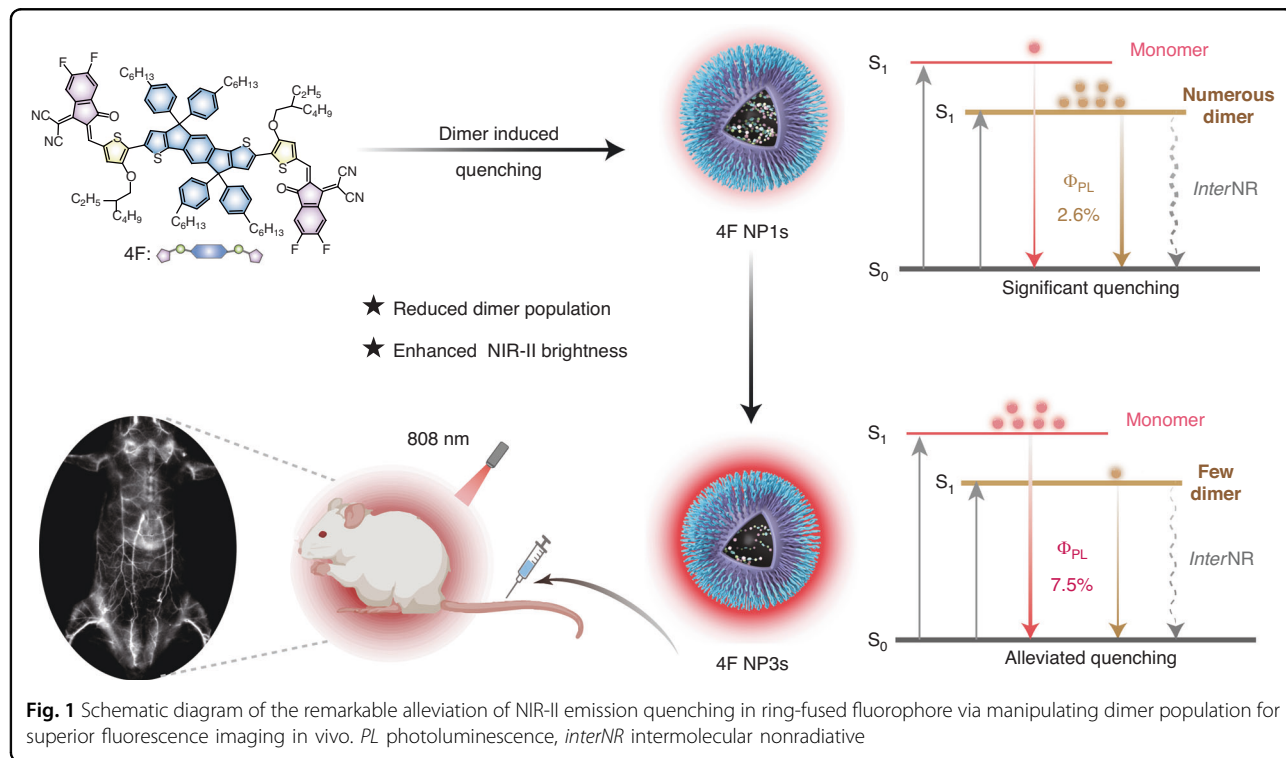 F
F
O
NC
CN
S
O
C₂H₅
C₄H₉
C₆H₁₃
C₆H₁₃
S
S
C₂H₅
C₄H₉
O
S
C₆H₁₃
C₆H₁₃
O
CN
CN
F
F
4F:
Dimer induced
quenching
4F NP1s
★ Reduced dimer population
★ Enhanced NIR-II brightness
808 nm
4F NP3s
S₁
Monomer
S₁
Numerous
dimer
ΦPL
2.6%
InterNR
S₀
Significant quenching
S₁
Monomer
S₁
Few
dimer
ΦPL
7.5%
InterNR
S₀
Alleviated quenching
Fig. 1 Schematic diagram of the remarkable alleviation of NIR-II emission quenching in ring-fused fluorophore via manipulating dimer population for
superior fluorescence imaging in vivo. PL photoluminescence, interNR intermolecular nonradiative